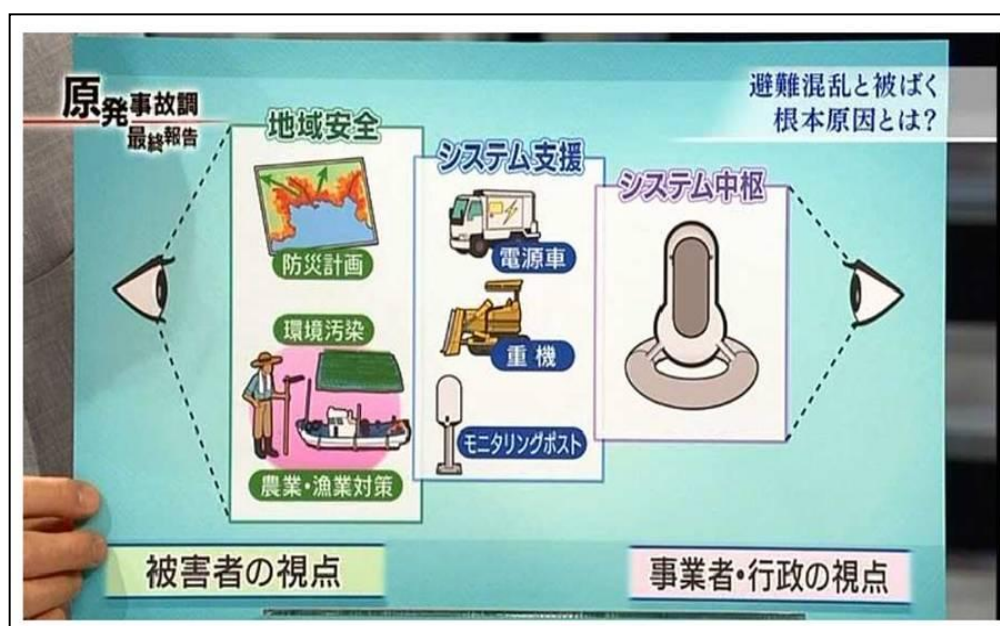 原発事故調
最終報告
避難混乱と被ばく
根本原因とは?
地域安全
防災計画
環境汚染
農業・漁業対策
システム支援
電源車
重機
モニタリングポスト
システム中枢
被害者の視点
事業者・行政の視点